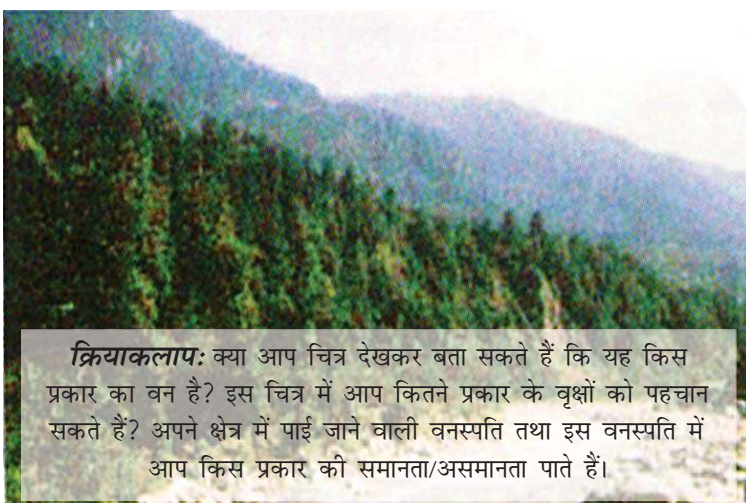 क्रियाकलाप: क्या आप चित्र देखकर बता सकते हैं कि यह किस
प्रकार का वन है? इस चित्र में आप कितने प्रकार के वृक्षों को पहचान
सकते हैं? अपने क्षेत्र में पाई जाने वाली वनस्पति तथा इस वनस्पति में
आप किस प्रकार की समानता/असमानता पाते हैं।